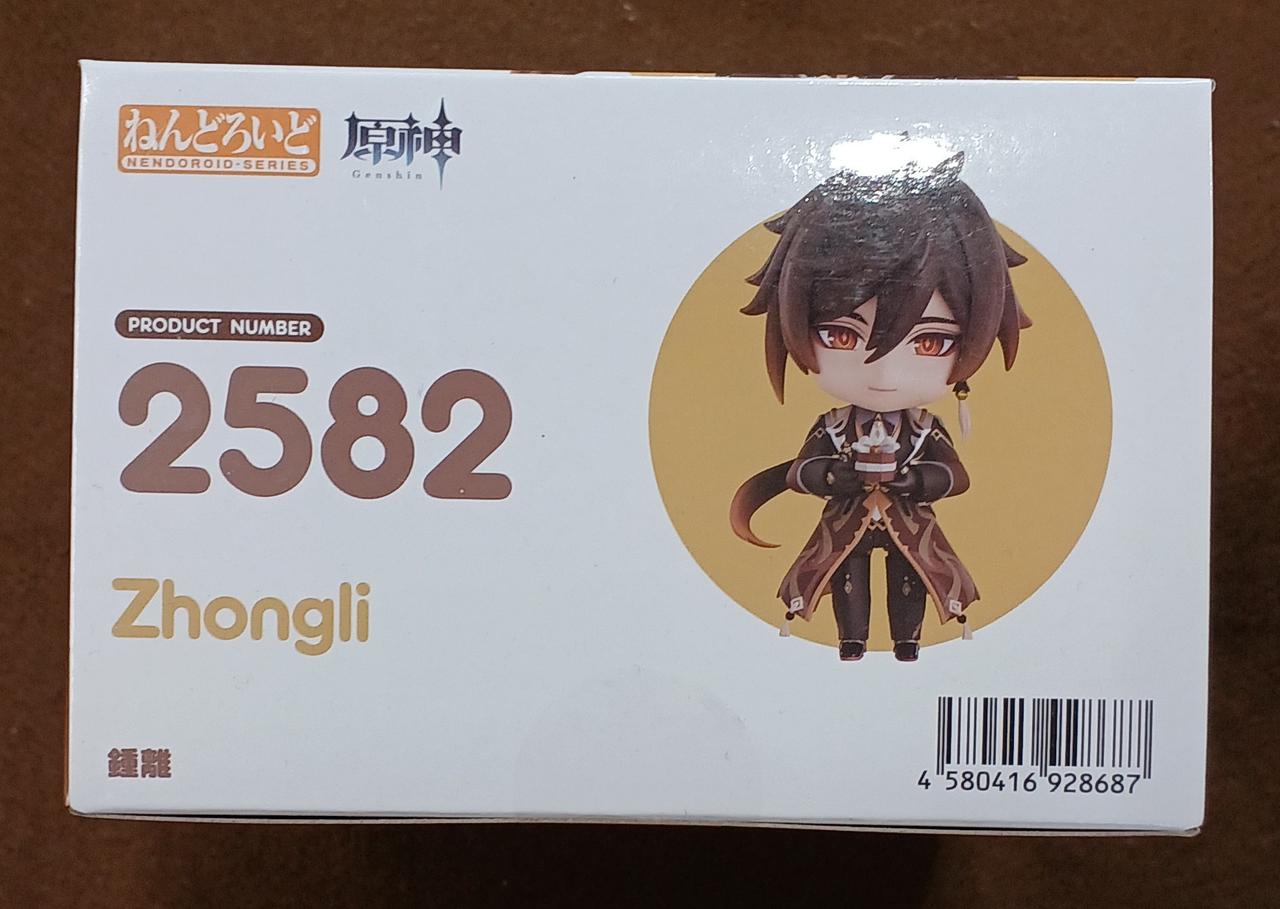 ねんどろいど
NENDOROID・SERIES
原神
Genshin
PRODUCT NUMBER
2582
Zhongli
鍾離
4 580416 928687